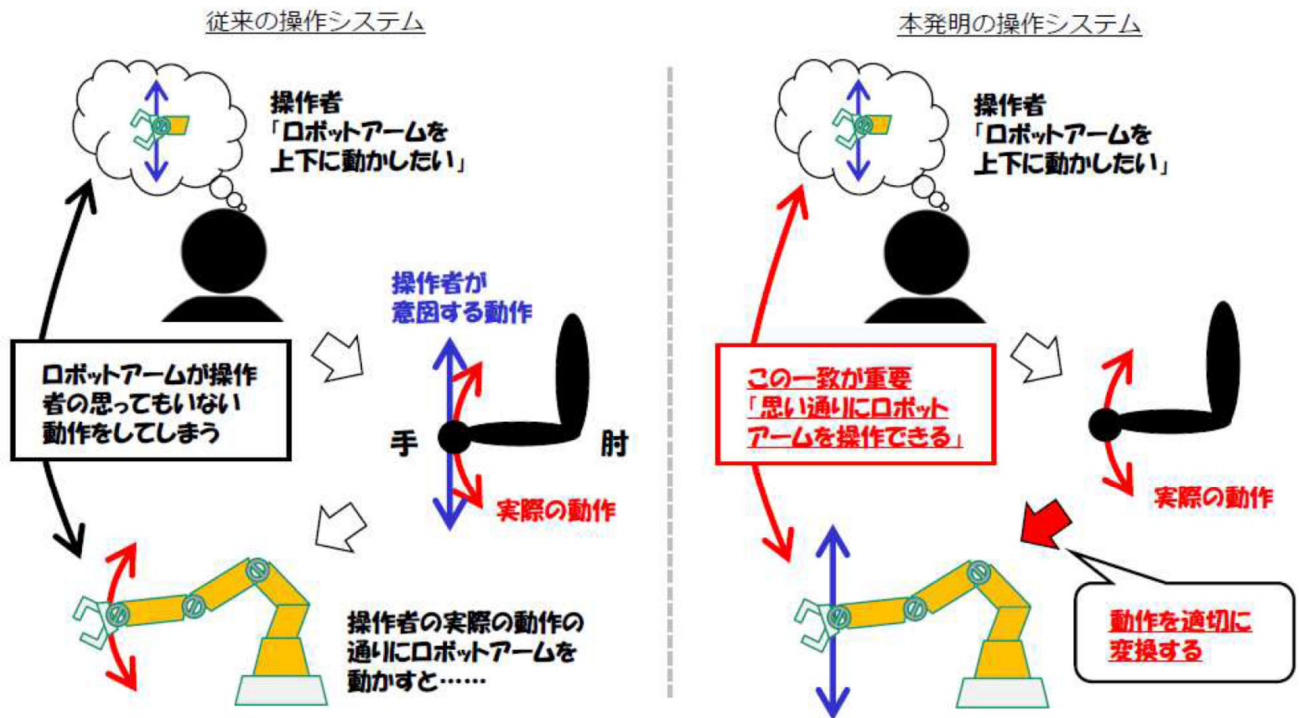 従来の操作システム
操作者
「ロボットアームを
上下に動かしたい」
操作者が
意図する動作
ロボットアームが操作
者の思ってもいない
動作をしてしまう
手
肘
実際の動作
操作者の実際の動作の
通りにロボットアームを
動かすと……
本発明の操作システム
操作者
「ロボットアームを
上下に動かしたい」
この一致が重要
「思い通りにロボット
アームを操作できる」
実際の動作
動作を適切に
変換する